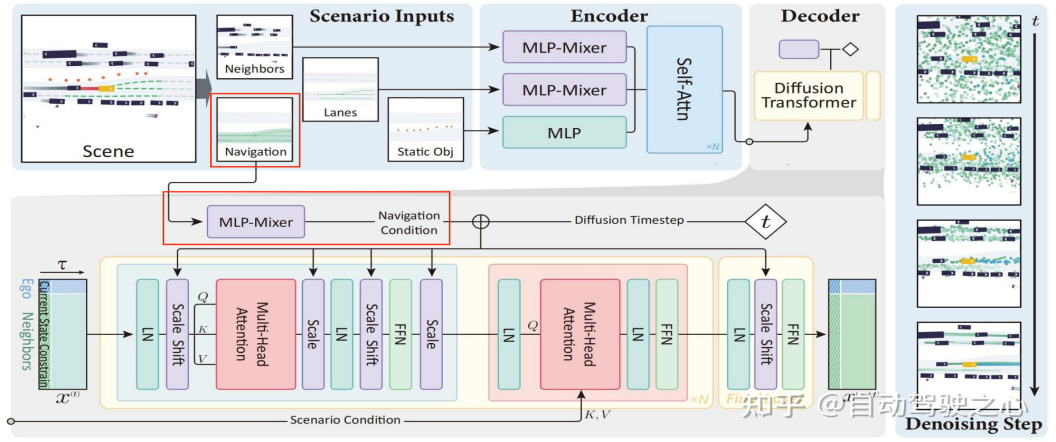 Scenario Inputs
Encoder
Decoder
t
Neighbors
Lanes
Navigation
Static Obj
Scene
MLP-Mixer
MLP-Mixer
MLP
Self-Attn
×N
Diffusion
Transformer
MLP-Mixer
Navigation
Condition
Diffusion Timestep
t
τ
Ego Neighbors
Current State Constrain
x⁽ᵗ⁾
LN
Scale Shift
Q
K
V
Multi-Head
Attention
Scale
LN
Scale Shift
FFN
Scale
LN
Q
Multi-Head
Attention
LN
FFN
×N
LN
Scale Shift
FFN
Scenario Condition
K, V
知乎 @自动驾驶之心
Denoising Step